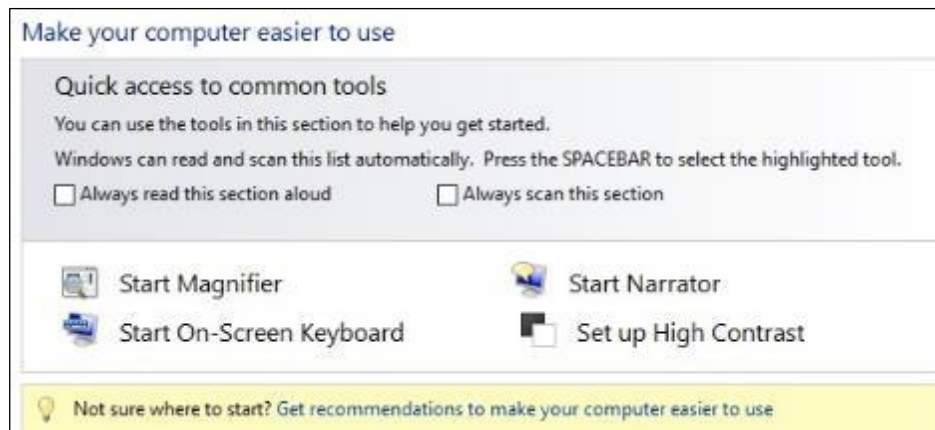 Make your computer easier to use
Quick access to common tools
You can use the tools in this section to help you get started.
Windows can read and scan this list automatically. Press the SPACEBAR to select the highlighted tool.
Always read this section aloud Always scan this section
Start Magnifier Start Narrator
Start On-Screen Keyboard Set up High Contrast
Not sure where to start? Get recommendations to make your computer easier to use